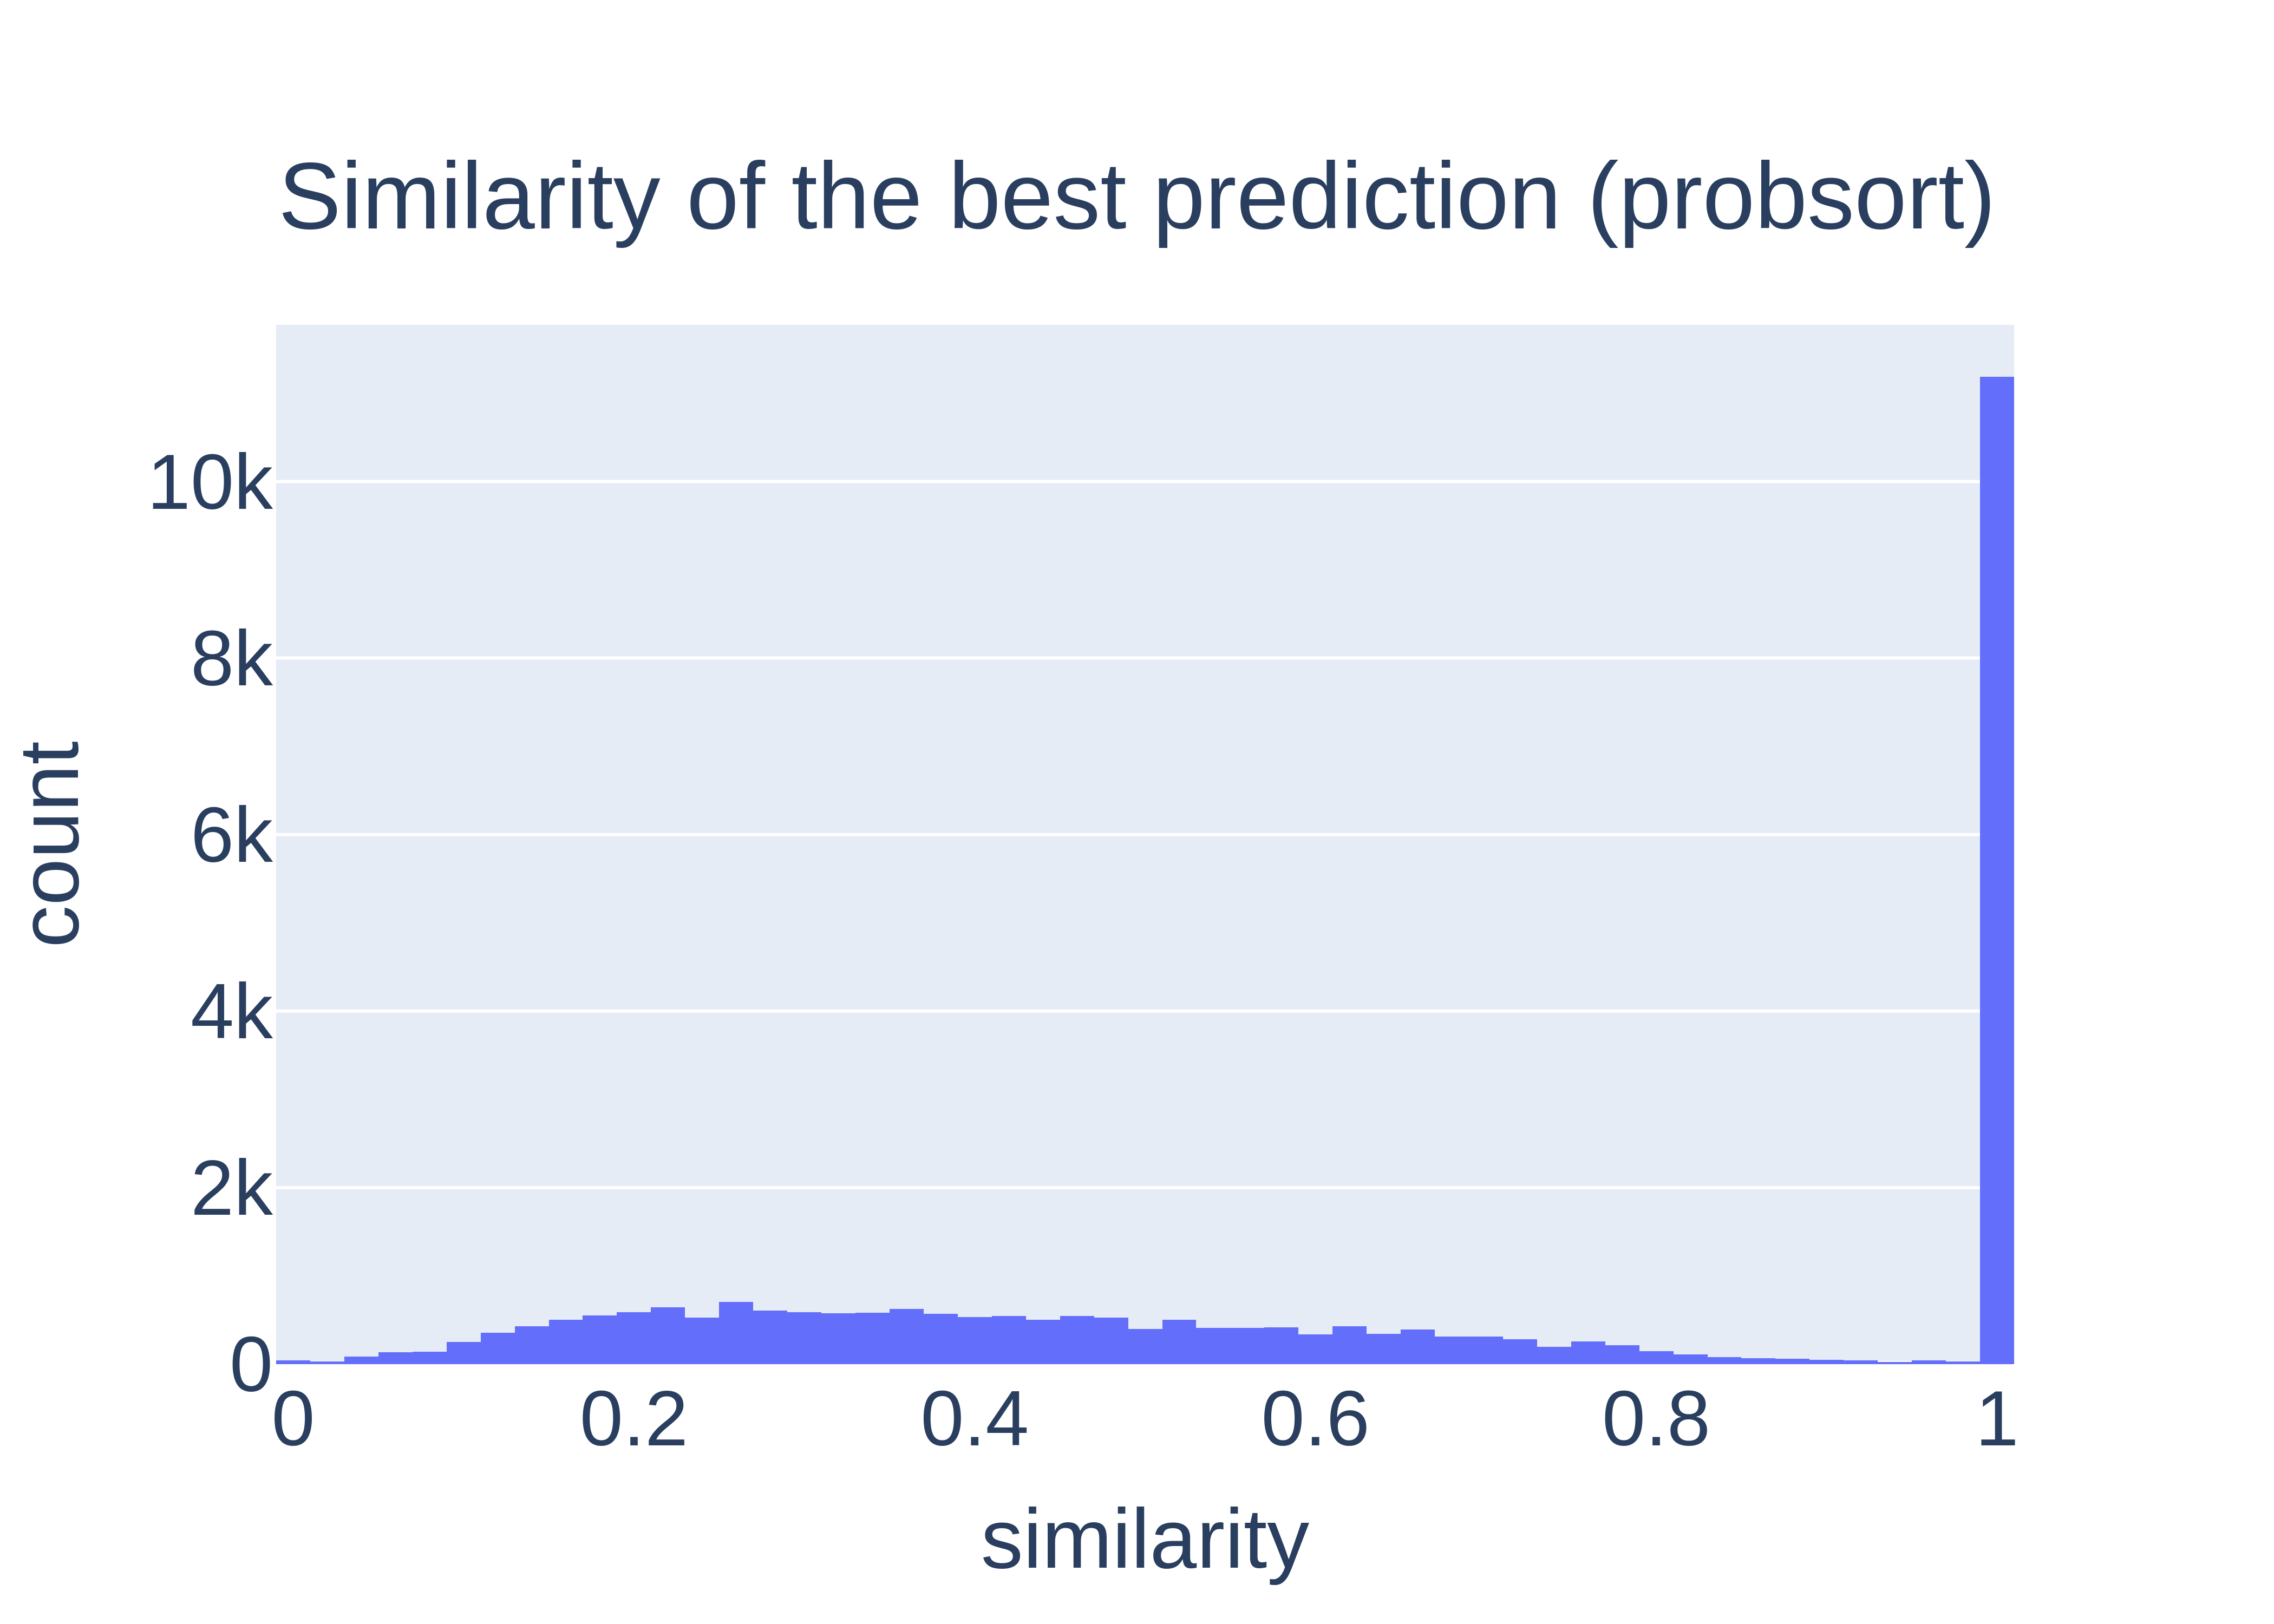 Similarity of the best prediction (probsort)
10k
8k
6k
4k
2k
0
count
0 0.2 0.4 0.6 0.8 1
similarity